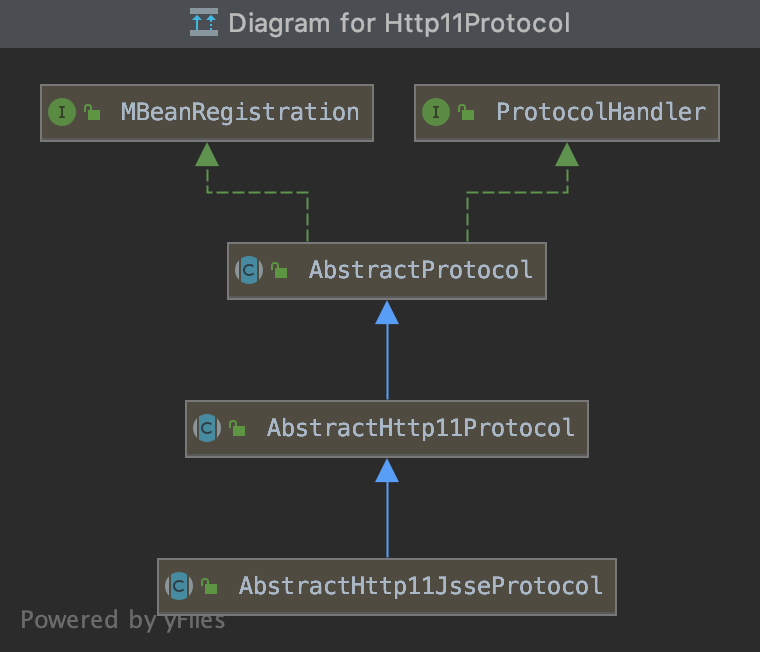 Diagram for Http11Protocol
I MBeanRegistration
I ProtocolHandler
C AbstractProtocol
C AbstractHttp11Protocol
C AbstractHttp11JsseProtocol
Powered by yFiles